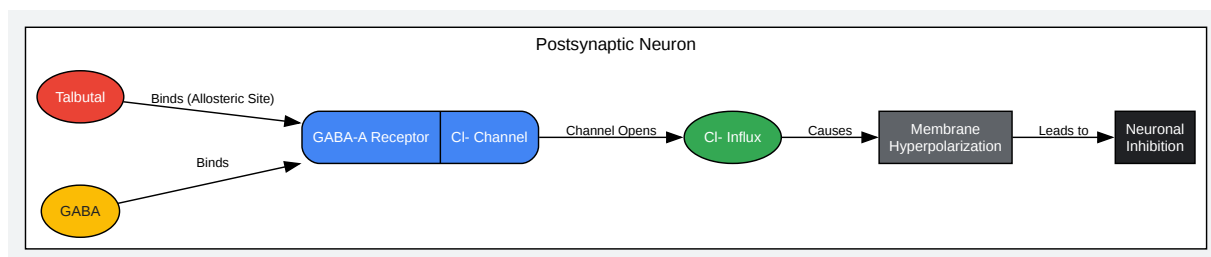 Postsynaptic Neuron
Talbutal
Binds (Allosteric Site)
GABA-A Receptor
Cl- Channel
Channel Opens
Cl- Influx
Causes
Membrane
Hyperpolarization
Leads to
Neuronal
Inhibition
Binds
GABA